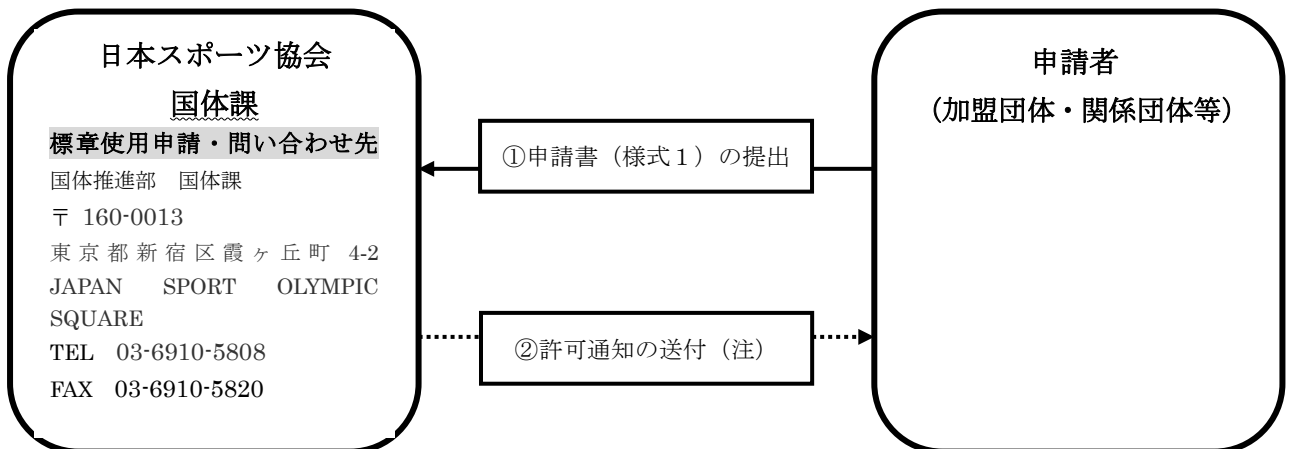 日本スポーツ協会
国体課
標章使用申請・問い合わせ先
国体推進部　国体課
〒 160-0013
東京都新宿区霞ヶ丘町 4-2
JAPAN SPORT OLYMPIC
SQUARE
TEL　03-6910-5808
FAX　03-6910-5820
①申請書（様式１）の提出
②許可通知の送付（注）
申請者
（加盟団体・関係団体等）